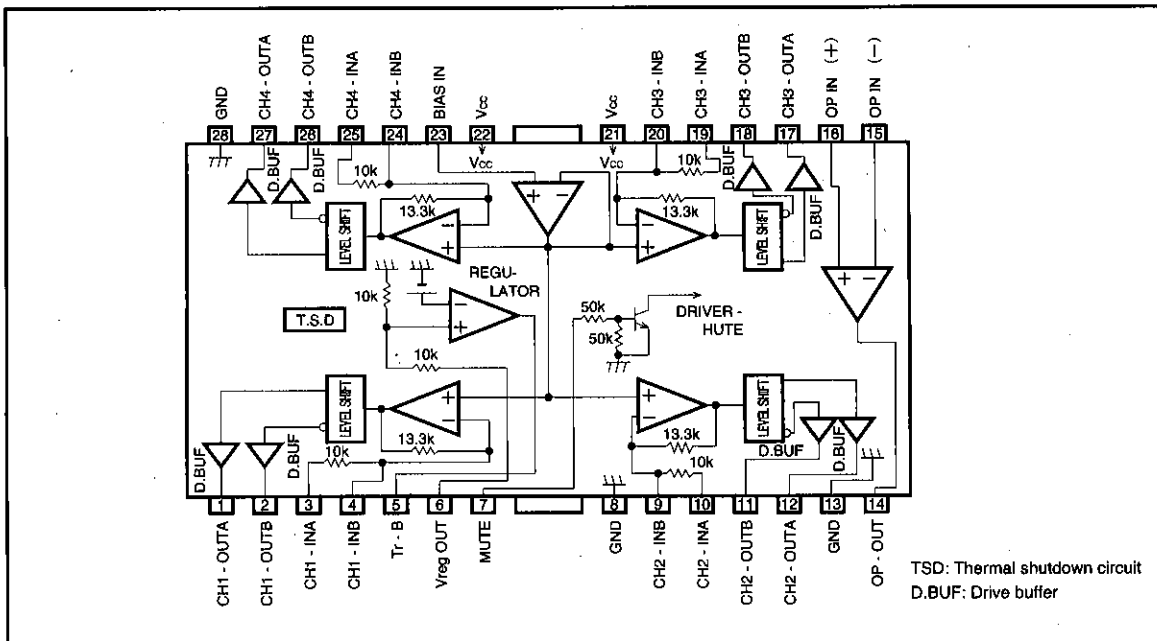 GND
CH4 - OUTA
CH4 - OUTB
CH4 - INA
CH4 - INB
BIAS IN
Vcc
Vcc
CH3 - INB
CH3 - INA
CH3 - OUTB
CH3 - OUTA
OP IN (+)
OP IN (−)
28
27
26
25
24
23
22
21
20
19
18
17
16
15
Vcc
Vcc
D.BUF
D.BUF
10k
10k
D.BUF
D.BUF
+ −
13.3k
13.3k
LEVEL SHIFT
−
+
−
+
LEVEL SHIFT
+ −
REGU-
LATOR
10k
−
+
T.S.D
50k
50k
DRIVER -
HUTE
10k
LEVEL SHIFT
+
−
+
−
LEVEL SHIFT
13.3k
13.3k
10k
10k
D.BUF
D.BUF
D.BUF
D.BUF
1
2
3
4
5
6
7
8
9
10
11
12
13
14
CH1 - OUTA
CH1 - OUTB
CH1 - INA
CH1 - INB
Tr - B
Vreg OUT
MUTE
GND
CH2 - INB
CH2 - INA
CH2 - OUTB
CH2 - OUTA
GND
OP - OUT
TSD: Thermal shutdown circuit
D.BUF: Drive buffer